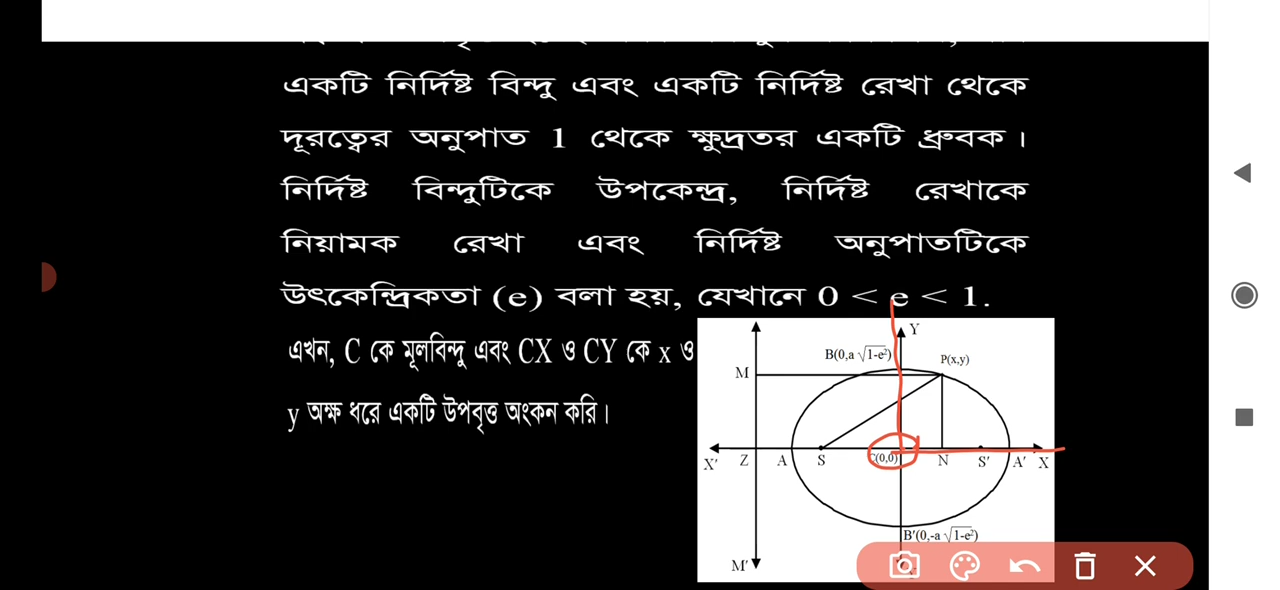 একটি নির্দিষ্ট বিন্দু এবং একটি নির্দিষ্ট রেখা থেকে
দূরত্বের অনুপাত 1 থেকে ক্ষুদ্রতর একটি ধ্রুবক।
নির্দিষ্ট বিন্দুটিকে উপকেন্দ্র, নির্দিষ্ট রেখাকে
নিয়ামক রেখা এবং নির্দিষ্ট অনুপাতটিকে
উৎকেন্দ্রিকতা (e) বলা হয়, যেখানে 0 < e < 1.
এখন, C কে মূলবিন্দু এবং CX ও CY কে x ও
y অক্ষ ধরে একটি উপবৃত্ত অংকন করি।
Y
B(0,a √1-e²)
P(x,y)
M
C(0,0)
X' Z A S N S' A' X
B'(0,-a √1-e²)
M'